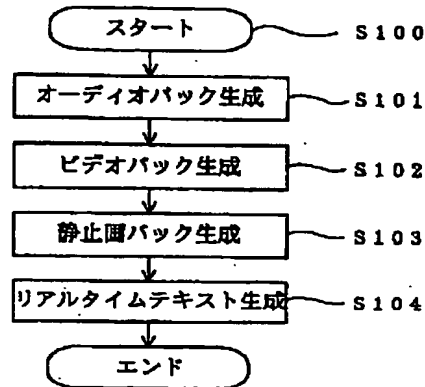 スタート S100
オーディオパック生成 S101
ビデオパック生成 S102
静止画パック生成 S103
リアルタイムテキスト生成 S104
エンド